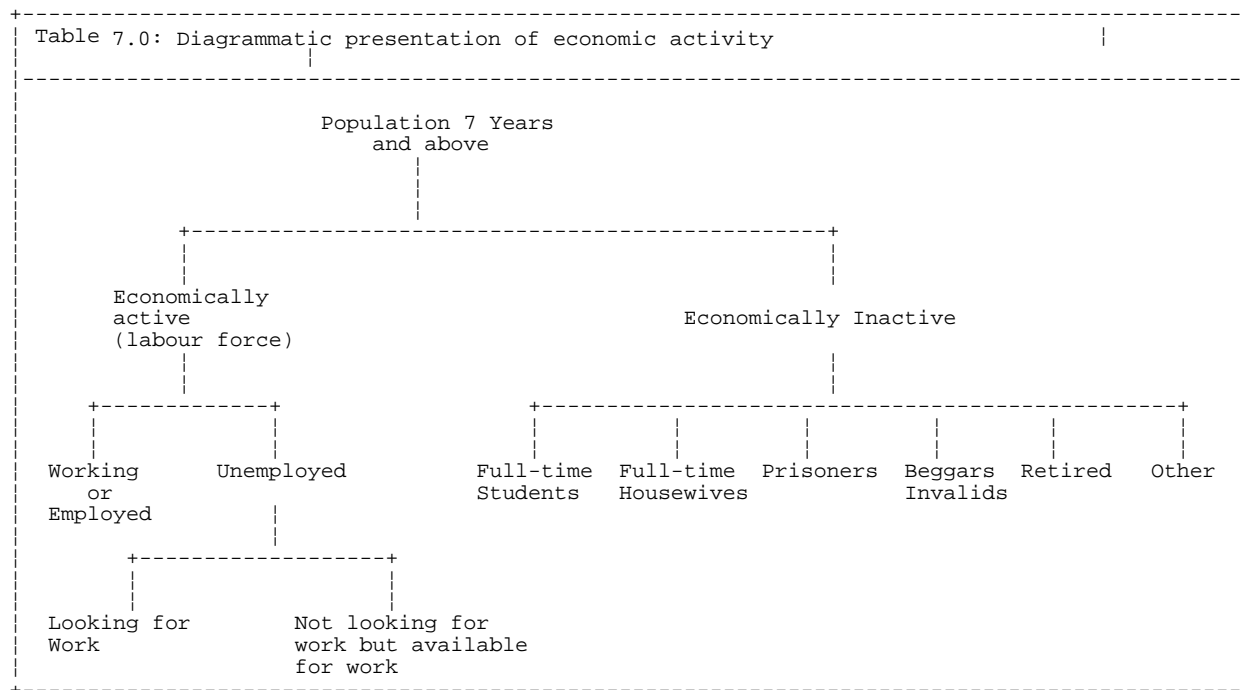 Table 7.0: Diagrammatic presentation of economic activity
Population 7 Years
and above
Economically
active
(labour force)
Economically Inactive
Working
or
Employed
Unemployed
Full-time
Students
Full-time
Housewives
Prisoners
Beggars
Invalids
Retired
Other
Looking for
Work
Not looking for
work but available
for work